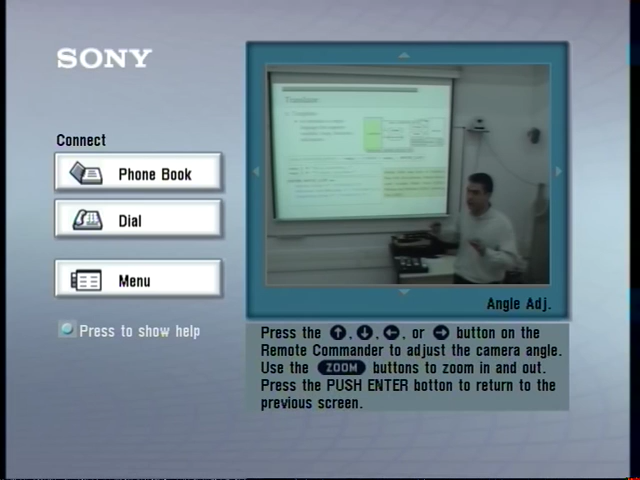 SONY
Connect
Phone Book
Dial
Menu
Press to show help
Translator
Angle Adj.
Press the , , , or button on the
Remote Commander to adjust the camera angle.
Use the ZOOM buttons to zoom in and out.
Press the PUSH ENTER botton to return to the
previous screen.